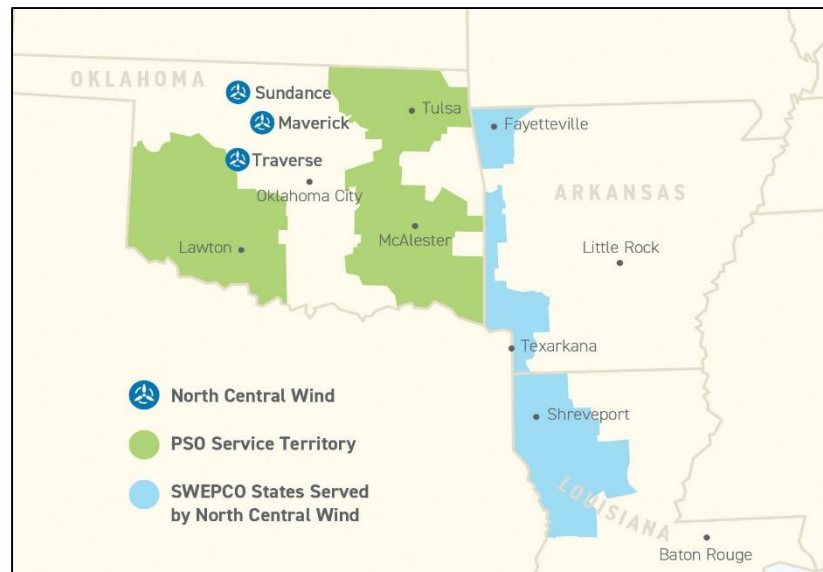 OKLAHOMA
Sundance
Maverick
Traverse
Tulsa
Oklahoma City
Lawton
McAlester
Fayetteville
ARKANSAS
Little Rock
Texarkana
Shreveport
LOUISIANA
Baton Rouge
North Central Wind
PSO Service Territory
SWEPCO States Served
by North Central Wind